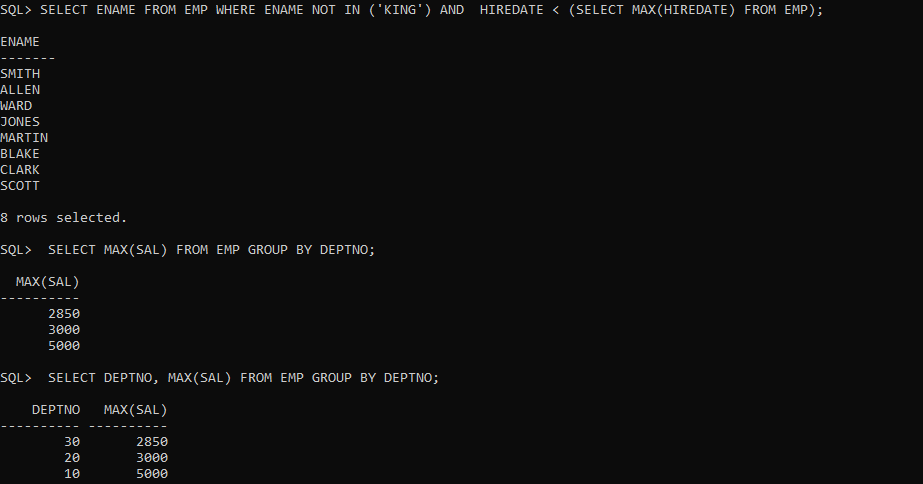 SQL> SELECT ENAME FROM EMP WHERE ENAME NOT IN ('KING') AND  HIREDATE < (SELECT MAX(HIREDATE) FROM EMP);
ENAME
-------
SMITH
ALLEN
WARD
JONES
MARTIN
BLAKE
CLARK
SCOTT
8 rows selected.
SQL>  SELECT MAX(SAL) FROM EMP GROUP BY DEPTNO;
  MAX(SAL)
----------
      2850
      3000
      5000
SQL>  SELECT DEPTNO, MAX(SAL) FROM EMP GROUP BY DEPTNO;
    DEPTNO   MAX(SAL)
---------- ----------
        30       2850
        20       3000
        10       5000